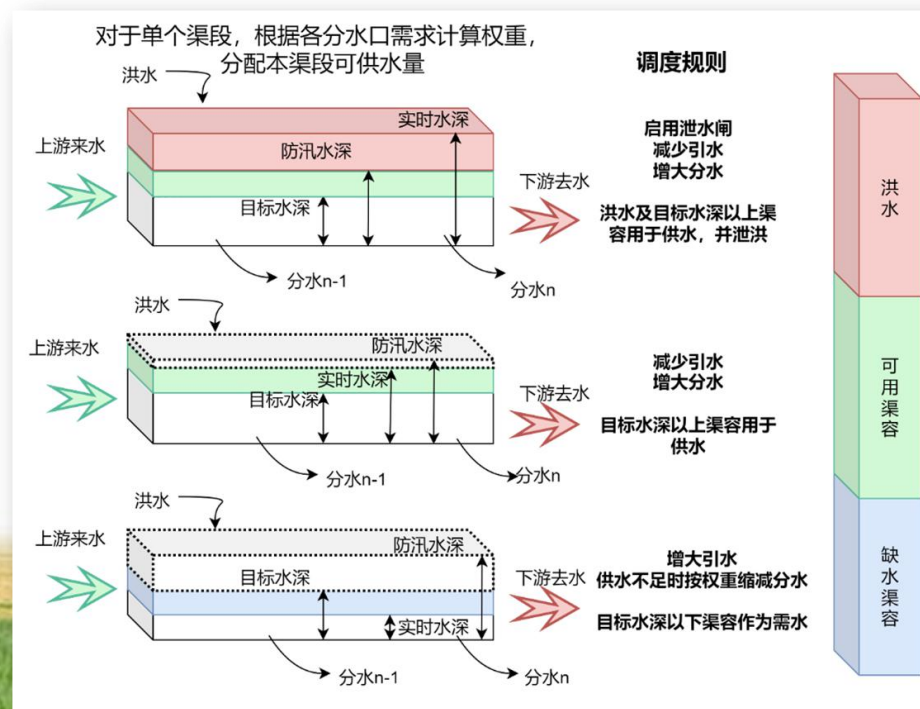 对于单个渠段，根据各分水口需求计算权重，
分配本渠段可供水量
调度规则
洪水
实时水深
防汛水深
上游来水
目标水深
下游去水
分水n-1
分水n
启用泄水闸
减少引水
增大分水
洪水及目标水深以上渠
容用于供水，并泄洪
洪水
防汛水深
上游来水
实时水深
目标水深
下游去水
分水n-1
分水n
减少引水
增大分水
目标水深以上渠容用于
供水
洪水
防汛水深
上游来水
目标水深
下游去水
实时水深
分水n-1
分水n
增大引水
供水不足时按权重缩减分水
目标水深以下渠容作为需水
洪水
可用渠容
缺水渠容